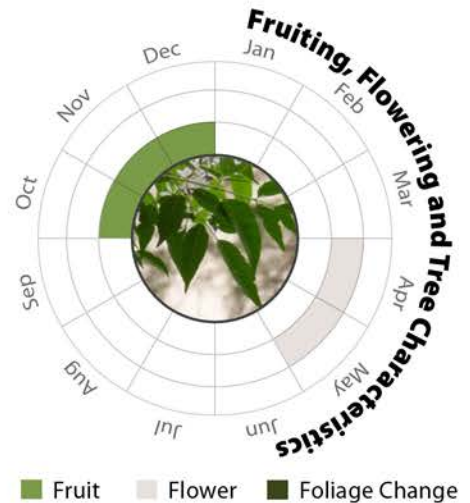 Fruiting, Flowering and Tree Characteristics
Jan
Feb
Mar
Apr
May
Jun
Jul
Aug
Sep
Oct
Nov
Dec
Fruit
Flower
Foliage Change